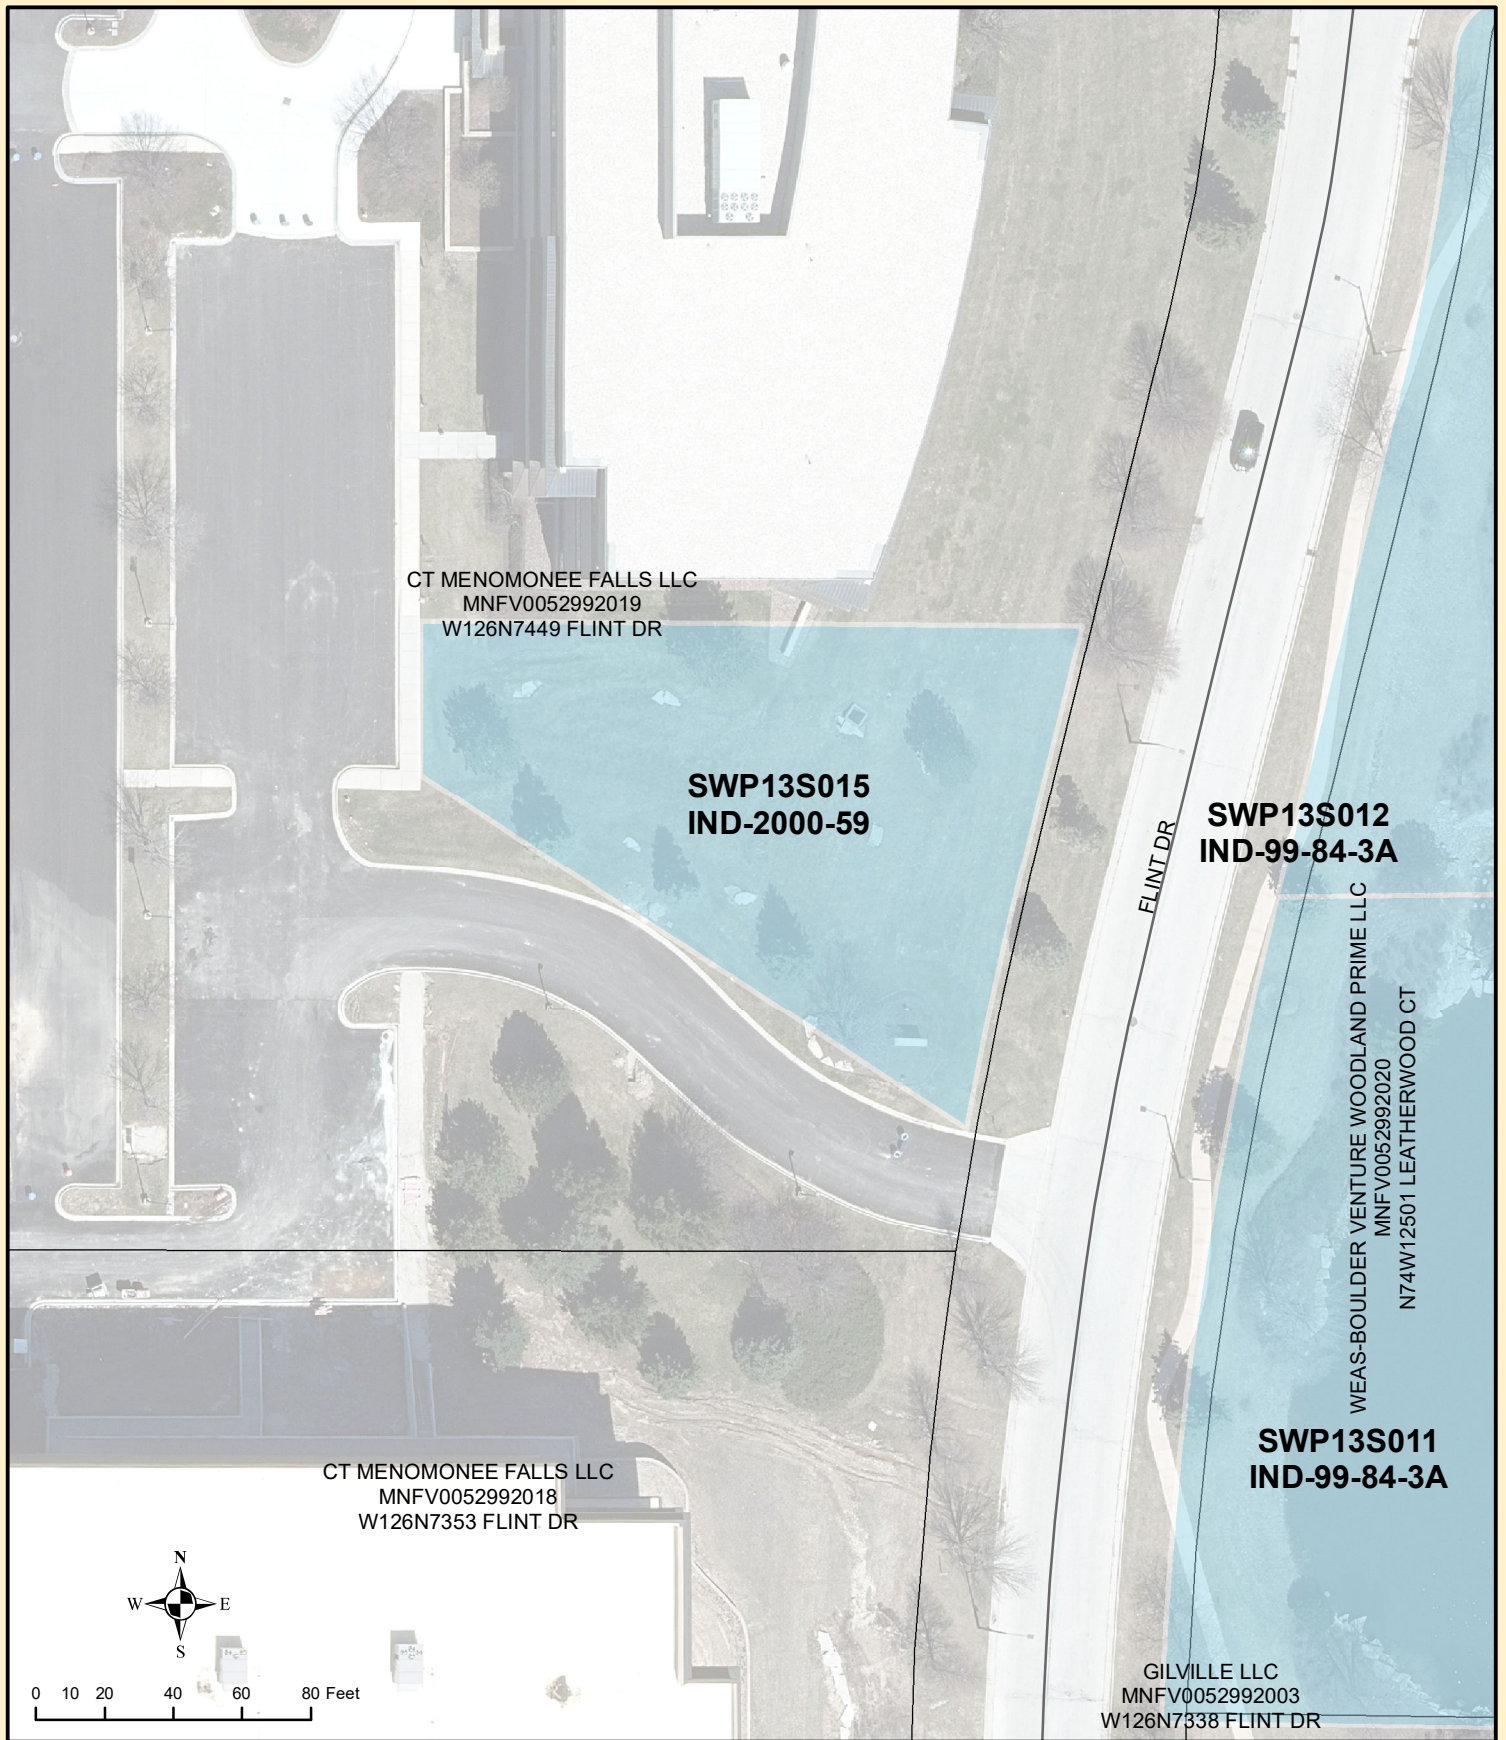 CT MENOMONEE FALLS LLC
MNFV0052992019
W126N7449 FLINT DR
SWP13S015
IND-2000-59
FLINT DR
SWP13S012
IND-99-84-3A
WEAS-BOULDER VENTURE WOODLAND PRIME LLC
MNFV0052992020
N74W12501 LEATHERWOOD CT
SWP13S011
IND-99-84-3A
CT MENOMONEE FALLS LLC
MNFV0052992018
W126N7353 FLINT DR
N
W E
S
0 10 20 40 60 80 Feet
GILVILLE LLC
MNFV0052992003
W126N7338 FLINT DR